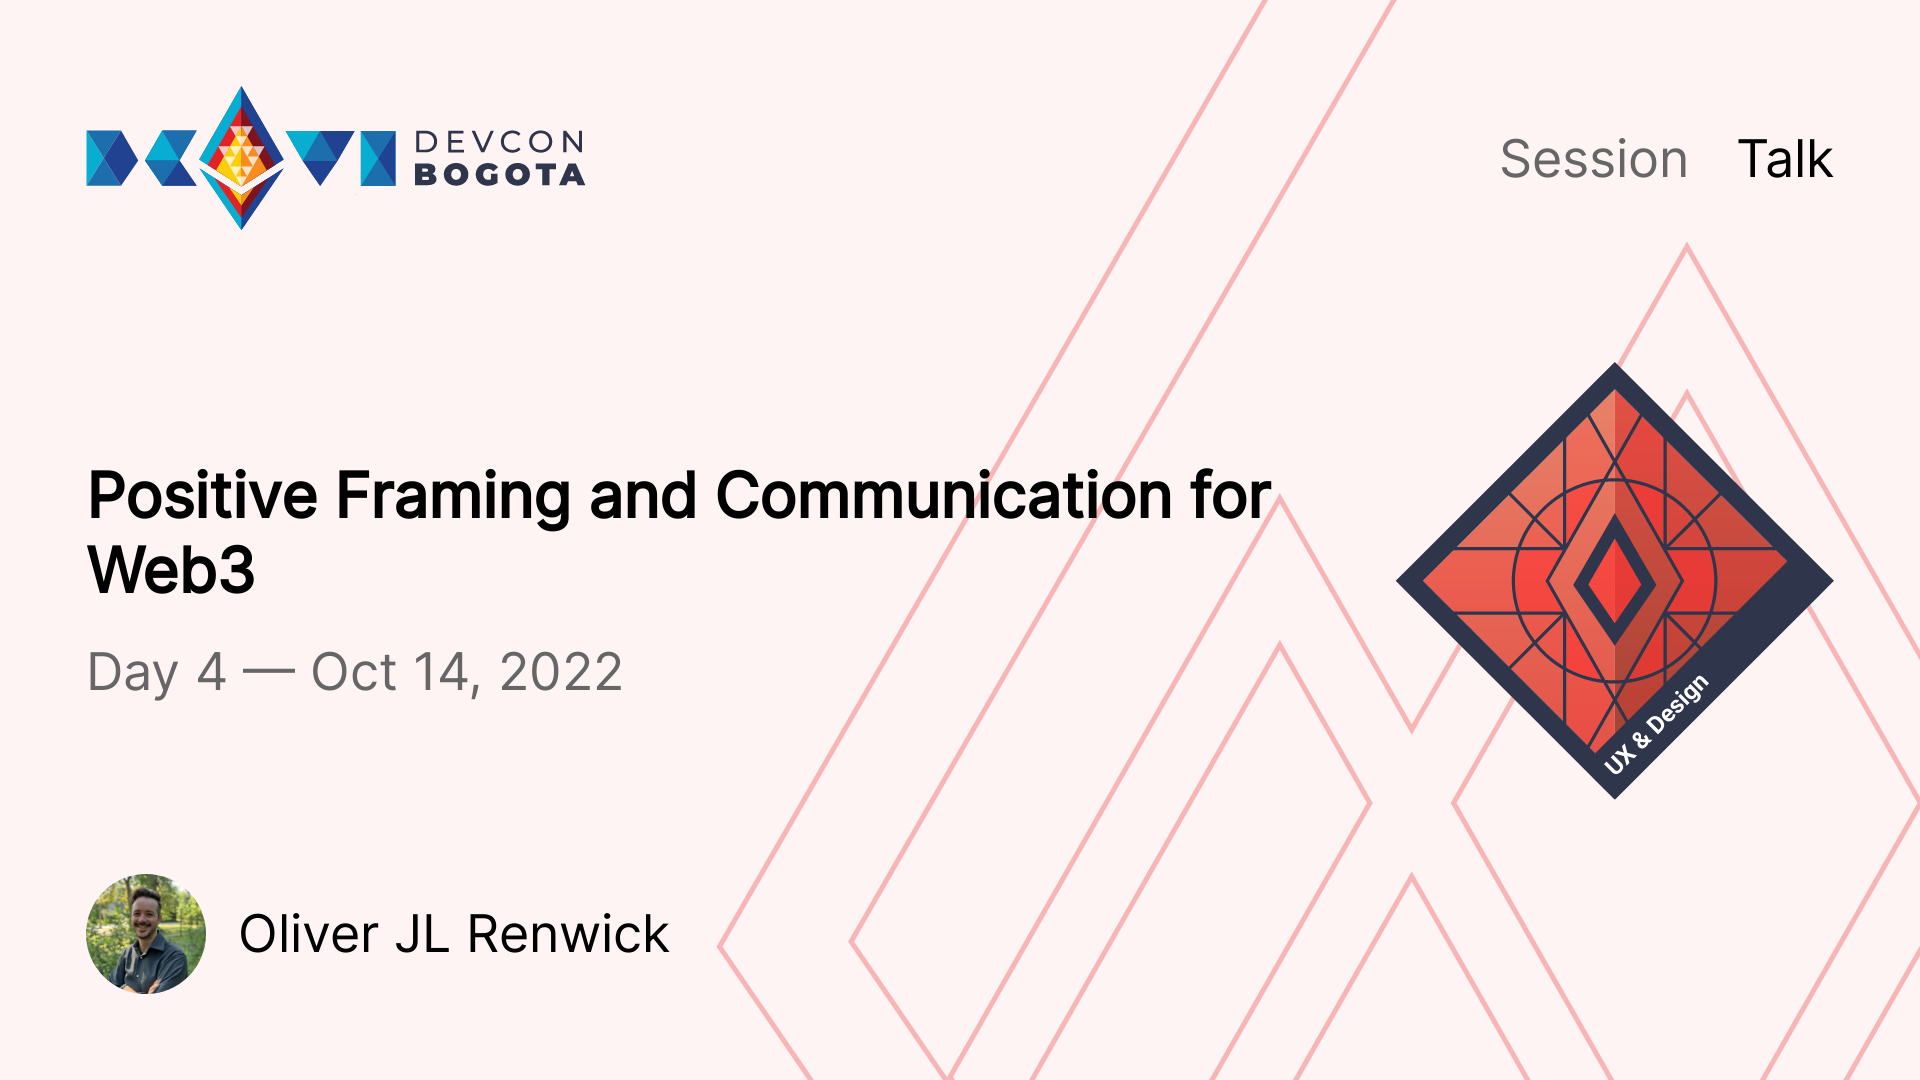 DEVCON
BOGOTA
Session Talk
Positive Framing and Communication for
Web3
Day 4 — Oct 14, 2022
UX & Design
Oliver JL Renwick